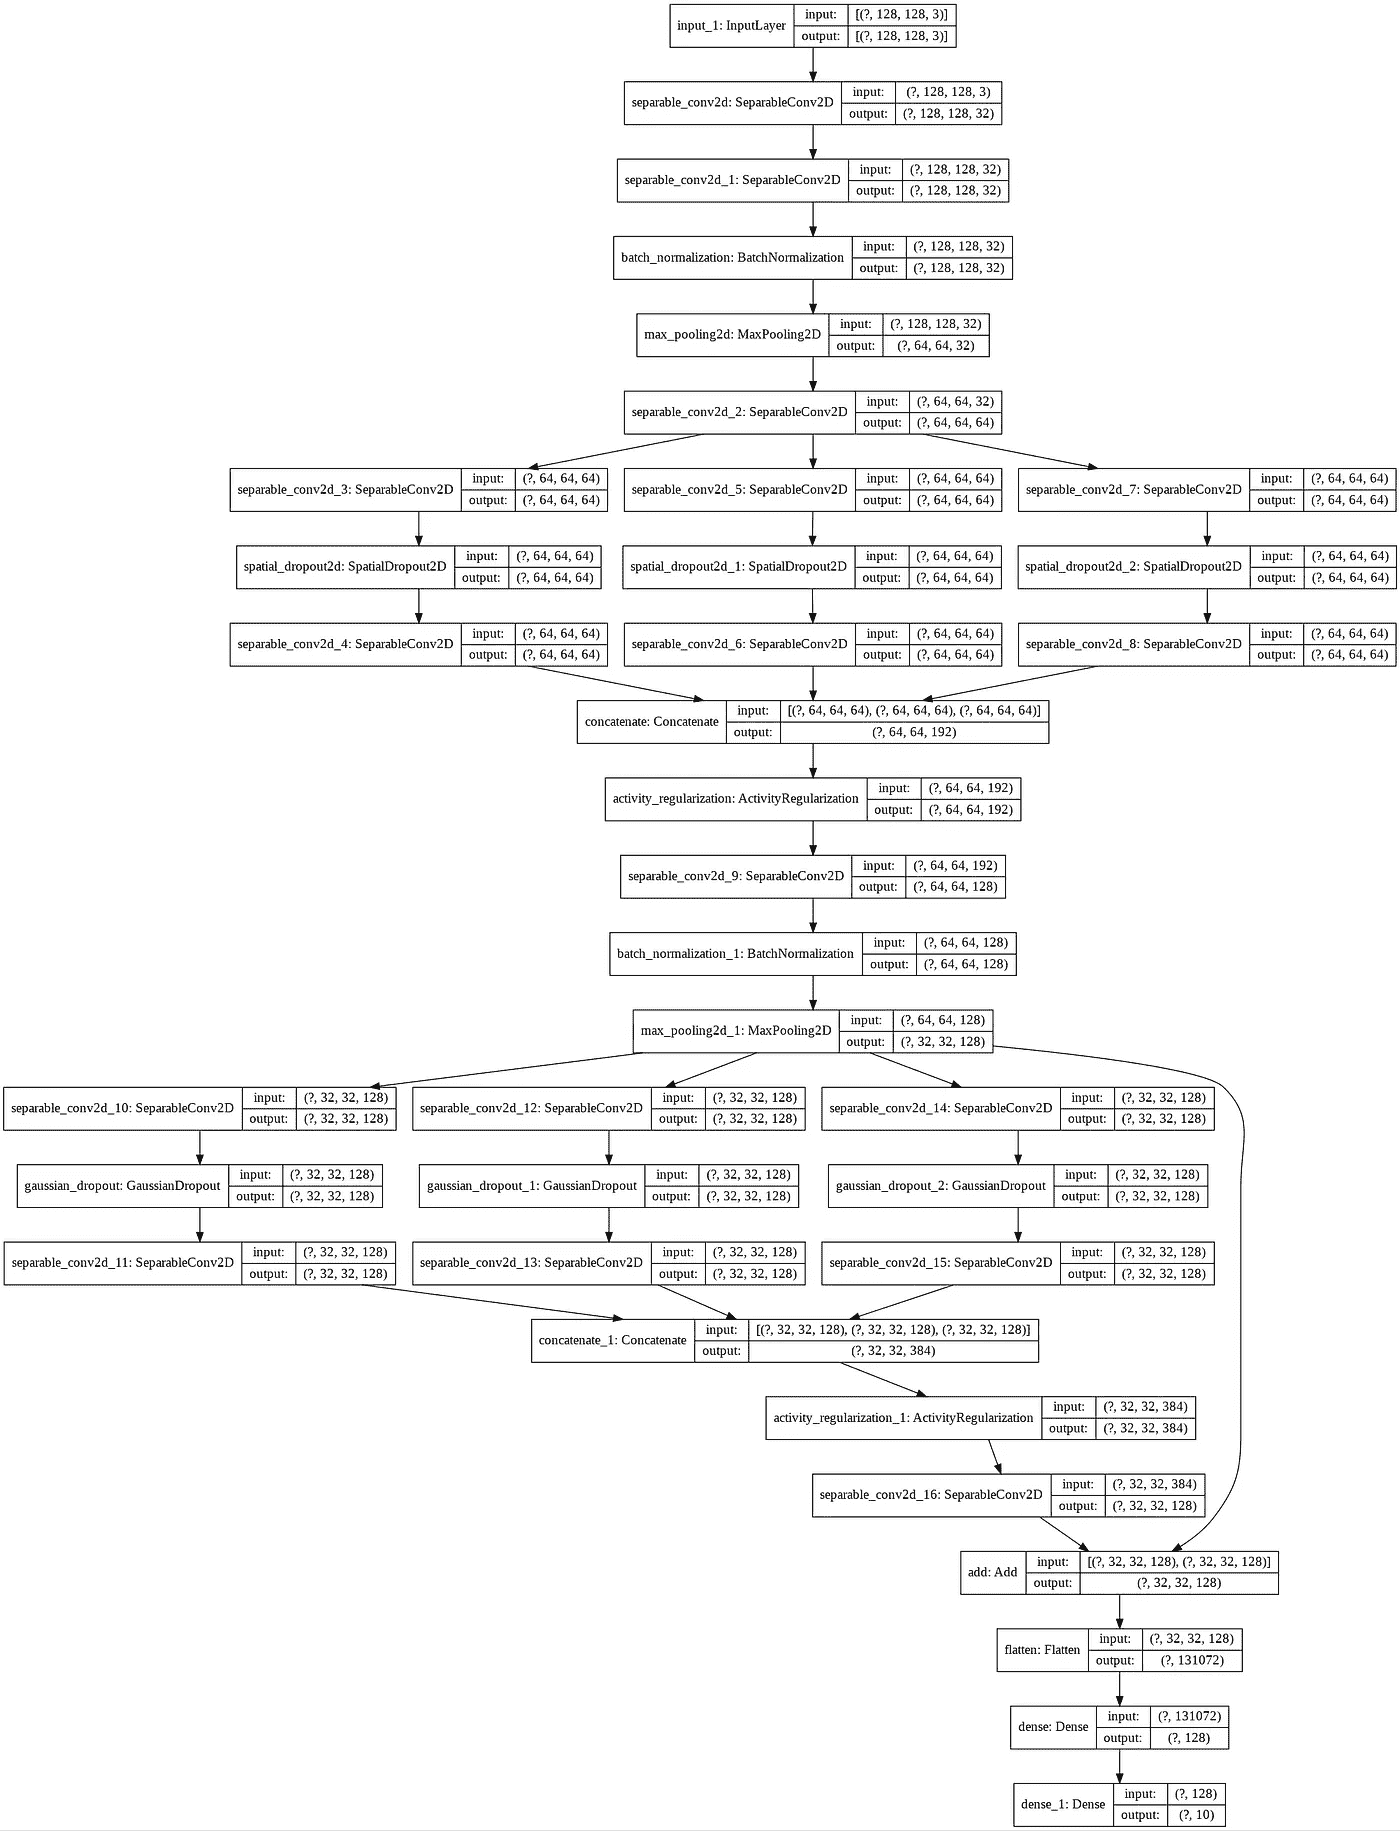 input_1: InputLayer
input: [(?, 128, 128, 3)]
output: [(?, 128, 128, 3)]
separable_conv2d: SeparableConv2D
input: (?, 128, 128, 3)
output: (?, 128, 128, 32)
separable_conv2d_1: SeparableConv2D
input: (?, 128, 128, 32)
output: (?, 128, 128, 32)
batch_normalization: BatchNormalization
input: (?, 128, 128, 32)
output: (?, 128, 128, 32)
max_pooling2d: MaxPooling2D
input: (?, 128, 128, 32)
output: (?, 64, 64, 32)
separable_conv2d_2: SeparableConv2D
input: (?, 64, 64, 32)
output: (?, 64, 64, 64)
separable_conv2d_3: SeparableConv2D
input: (?, 64, 64, 64)
output: (?, 64, 64, 64)
separable_conv2d_5: SeparableConv2D
input: (?, 64, 64, 64)
output: (?, 64, 64, 64)
separable_conv2d_7: SeparableConv2D
input: (?, 64, 64, 64)
output: (?, 64, 64, 64)
spatial_dropout2d: SpatialDropout2D
input: (?, 64, 64, 64)
output: (?, 64, 64, 64)
spatial_dropout2d_1: SpatialDropout2D
input: (?, 64, 64, 64)
output: (?, 64, 64, 64)
spatial_dropout2d_2: SpatialDropout2D
input: (?, 64, 64, 64)
output: (?, 64, 64, 64)
separable_conv2d_4: SeparableConv2D
input: (?, 64, 64, 64)
output: (?, 64, 64, 64)
separable_conv2d_6: SeparableConv2D
input: (?, 64, 64, 64)
output: (?, 64, 64, 64)
separable_conv2d_8: SeparableConv2D
input: (?, 64, 64, 64)
output: (?, 64, 64, 64)
concatenate: Concatenate
input: [(?, 64, 64, 64), (?, 64, 64, 64), (?, 64, 64, 64)]
output: (?, 64, 64, 192)
activity_regularization: ActivityRegularization
input: (?, 64, 64, 192)
output: (?, 64, 64, 192)
separable_conv2d_9: SeparableConv2D
input: (?, 64, 64, 192)
output: (?, 64, 64, 128)
batch_normalization_1: BatchNormalization
input: (?, 64, 64, 128)
output: (?, 64, 64, 128)
max_pooling2d_1: MaxPooling2D
input: (?, 64, 64, 128)
output: (?, 32, 32, 128)
separable_conv2d_10: SeparableConv2D
input: (?, 32, 32, 128)
output: (?, 32, 32, 128)
separable_conv2d_12: SeparableConv2D
input: (?, 32, 32, 128)
output: (?, 32, 32, 128)
separable_conv2d_14: SeparableConv2D
input: (?, 32, 32, 128)
output: (?, 32, 32, 128)
gaussian_dropout: GaussianDropout
input: (?, 32, 32, 128)
output: (?, 32, 32, 128)
gaussian_dropout_1: GaussianDropout
input: (?, 32, 32, 128)
output: (?, 32, 32, 128)
gaussian_dropout_2: GaussianDropout
input: (?, 32, 32, 128)
output: (?, 32, 32, 128)
separable_conv2d_11: SeparableConv2D
input: (?, 32, 32, 128)
output: (?, 32, 32, 128)
separable_conv2d_13: SeparableConv2D
input: (?, 32, 32, 128)
output: (?, 32, 32, 128)
separable_conv2d_15: SeparableConv2D
input: (?, 32, 32, 128)
output: (?, 32, 32, 128)
concatenate_1: Concatenate
input: [(?, 32, 32, 128), (?, 32, 32, 128), (?, 32, 32, 128)]
output: (?, 32, 32, 384)
activity_regularization_1: ActivityRegularization
input: (?, 32, 32, 384)
output: (?, 32, 32, 384)
separable_conv2d_16: SeparableConv2D
input: (?, 32, 32, 384)
output: (?, 32, 32, 128)
add: Add
input: [(?, 32, 32, 128), (?, 32, 32, 128)]
output: (?, 32, 32, 128)
flatten: Flatten
input: (?, 32, 32, 128)
output: (?, 131072)
dense: Dense
input: (?, 131072)
output: (?, 128)
dense_1: Dense
input: (?, 128)
output: (?, 10)